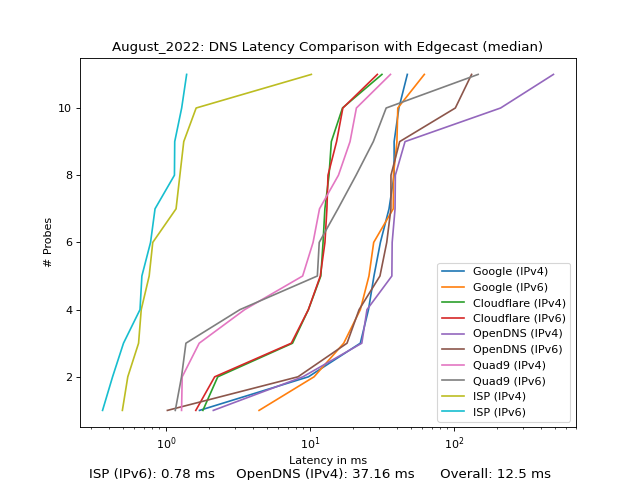 August_2022: DNS Latency Comparison with Edgecast (median)
10
8
6
4
2
# Probes
Google (IPv4)
Google (IPv6)
Cloudflare (IPv4)
Cloudflare (IPv6)
OpenDNS (IPv4)
OpenDNS (IPv6)
Quad9 (IPv4)
Quad9 (IPv6)
ISP (IPv4)
ISP (IPv6)
10⁰ 10¹ 10²
Latency in ms
ISP (IPv6): 0.78 ms OpenDNS (IPv4): 37.16 ms Overall: 12.5 ms